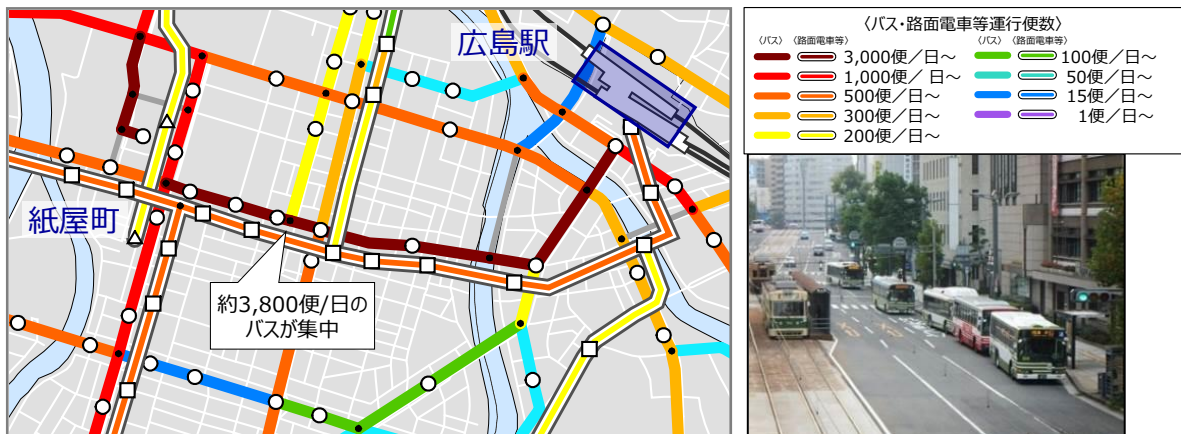 広島駅
紙屋町
約3,800便/日の
バスが集中
〈バス・路面電車等運行便数〉
〈バス〉 〈路面電車等〉 〈バス〉 〈路面電車等〉
3,000便／日～
1,000便／ 日～
500便／日～
300便／日～
200便／日～
100便／日～
50便／日～
15便／日～
1便／日～